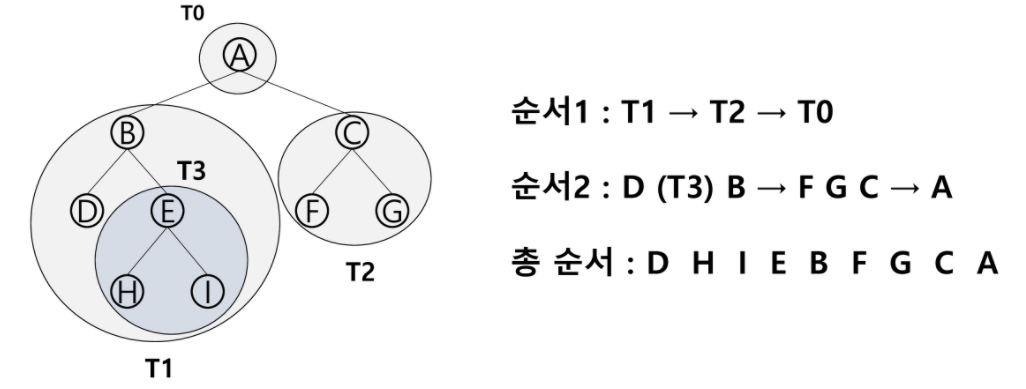 T0
A
B
C
T3
D
E
F
G
H
I
T2
T1
순서1 : T1 → T2 → T0
순서2 : D (T3) B → F G C → A
총 순서 : D H I E B F G C A